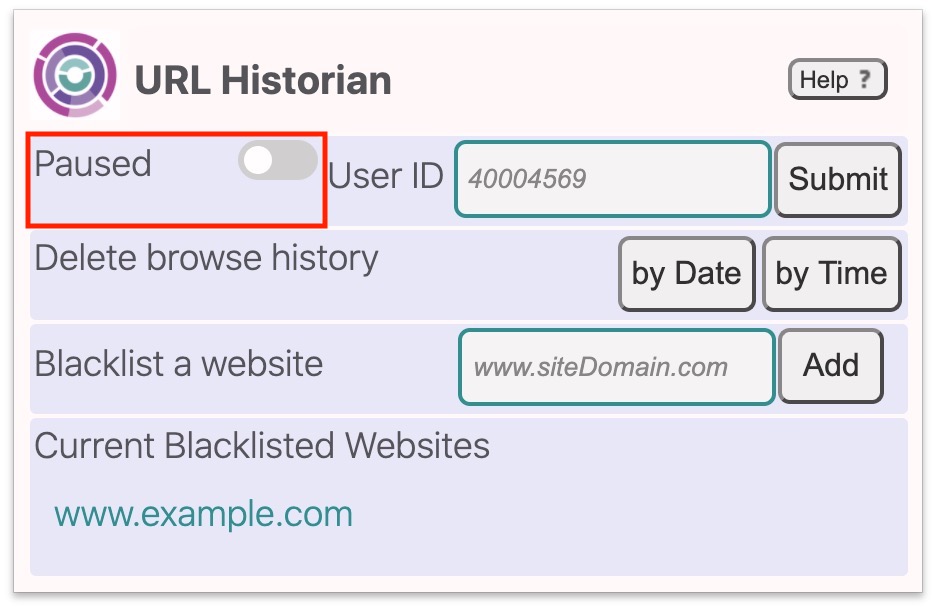 URL Historian
Help ?
Paused
User ID
40004569
Submit
Delete browse history
by Date
by Time
Blacklist a website
www.siteDomain.com
Add
Current Blacklisted Websites
www.example.com